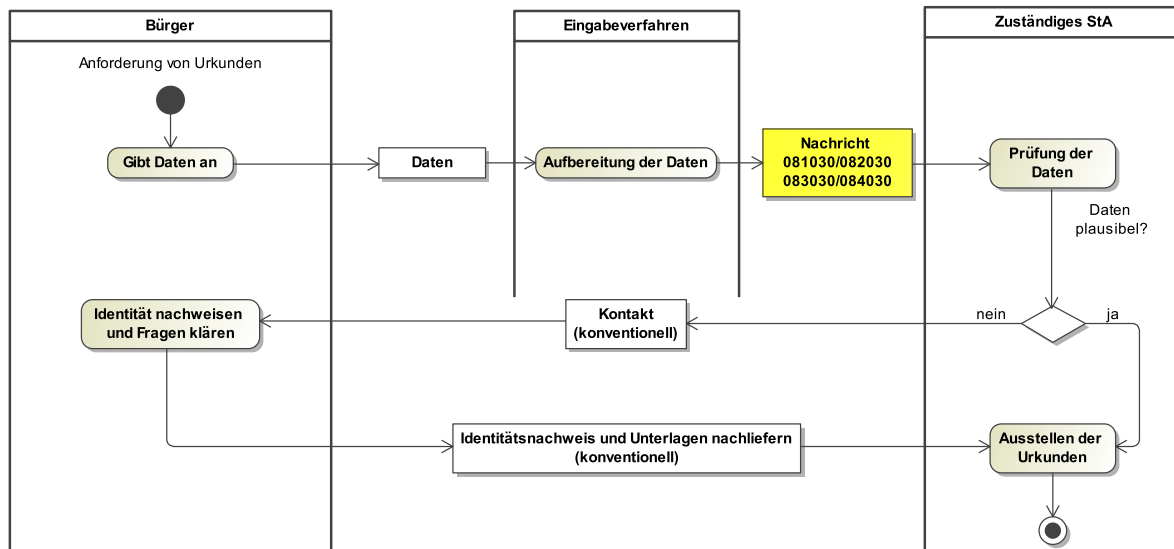 Bürger
Eingabeverfahren
Zuständiges StA
Anforderung von Urkunden
Gibt Daten an
Daten
Aufbereitung der Daten
Nachricht
081030/082030
083030/084030
Prüfung der
Daten
Daten
plausibel?
Identität nachweisen
und Fragen klären
Kontakt
(konventionell)
nein
ja
Identitätsnachweis und Unterlagen nachliefern
(konventionell)
Ausstellen der
Urkunden